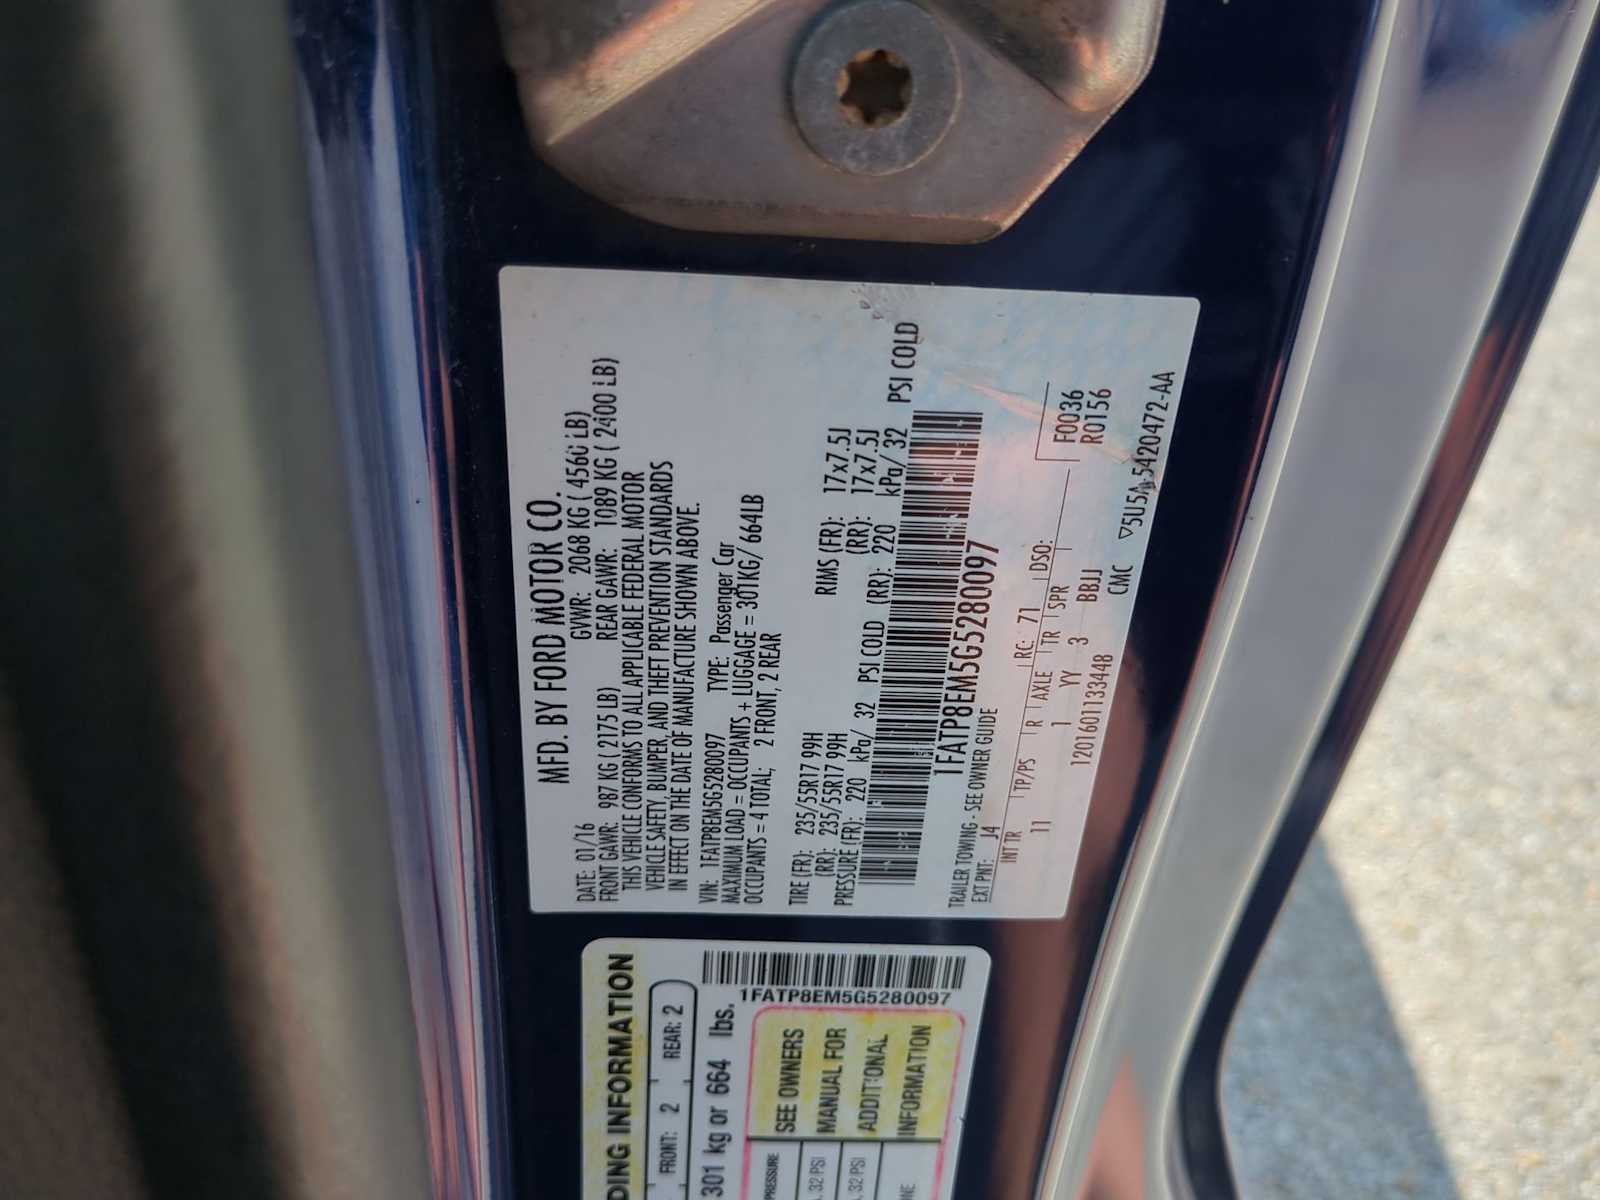 MFD. BY FORD MOTOR CO.
DATE: 01/16 GVWR: 2068 KG ( 4560 LB)
FRONT GAWR: 987 KG ( 2175 LB) REAR GAWR: 1089 KG ( 2400 LB)
THIS VEHICLE CONFORMS TO ALL APPLICABLE FEDERAL MOTOR
VEHICLE SAFETY, BUMPER, AND THEFT PREVENTION STANDARDS
IN EFFECT ON THE DATE OF MANUFACTURE SHOWN ABOVE.
VIN: 1FATP8EM5G5280097 TYPE: Passenger Car
MAXIMUM LOAD = OCCUPANTS + LUGGAGE = 301KG/ 664LB
OCCUPANTS = 4 TOTAL; 2 FRONT, 2 REAR
TIRE (FR): 235/55R17 99H RIMS (FR): 17x7.5J
(RR): 235/55R17 99H (RR): 17x7.5J
PRESSURE (FR): 220 kPa/ 32 PSI COLD (RR): 220 kPa/ 32 PSI COLD
1FATP8EM5G5280097
TRAILER TOWING - SEE OWNER GUIDE
EXT PNT: J4 RC: 71 DSO: F0036
INT TR TP/PS R AXLE TR SPR R0156
11 1 YY 3 BBJJ
120160133448 CMC ▽5U5A-5420472-AA
DING INFORMATION
FRONT: 2 REAR: 2
301 kg or 664 lbs.
1FATP8EM5G5280097
PRESSURE
32 PSI
32 PSI
SEE OWNERS
MANUAL FOR
ADDITIONAL
INFORMATION